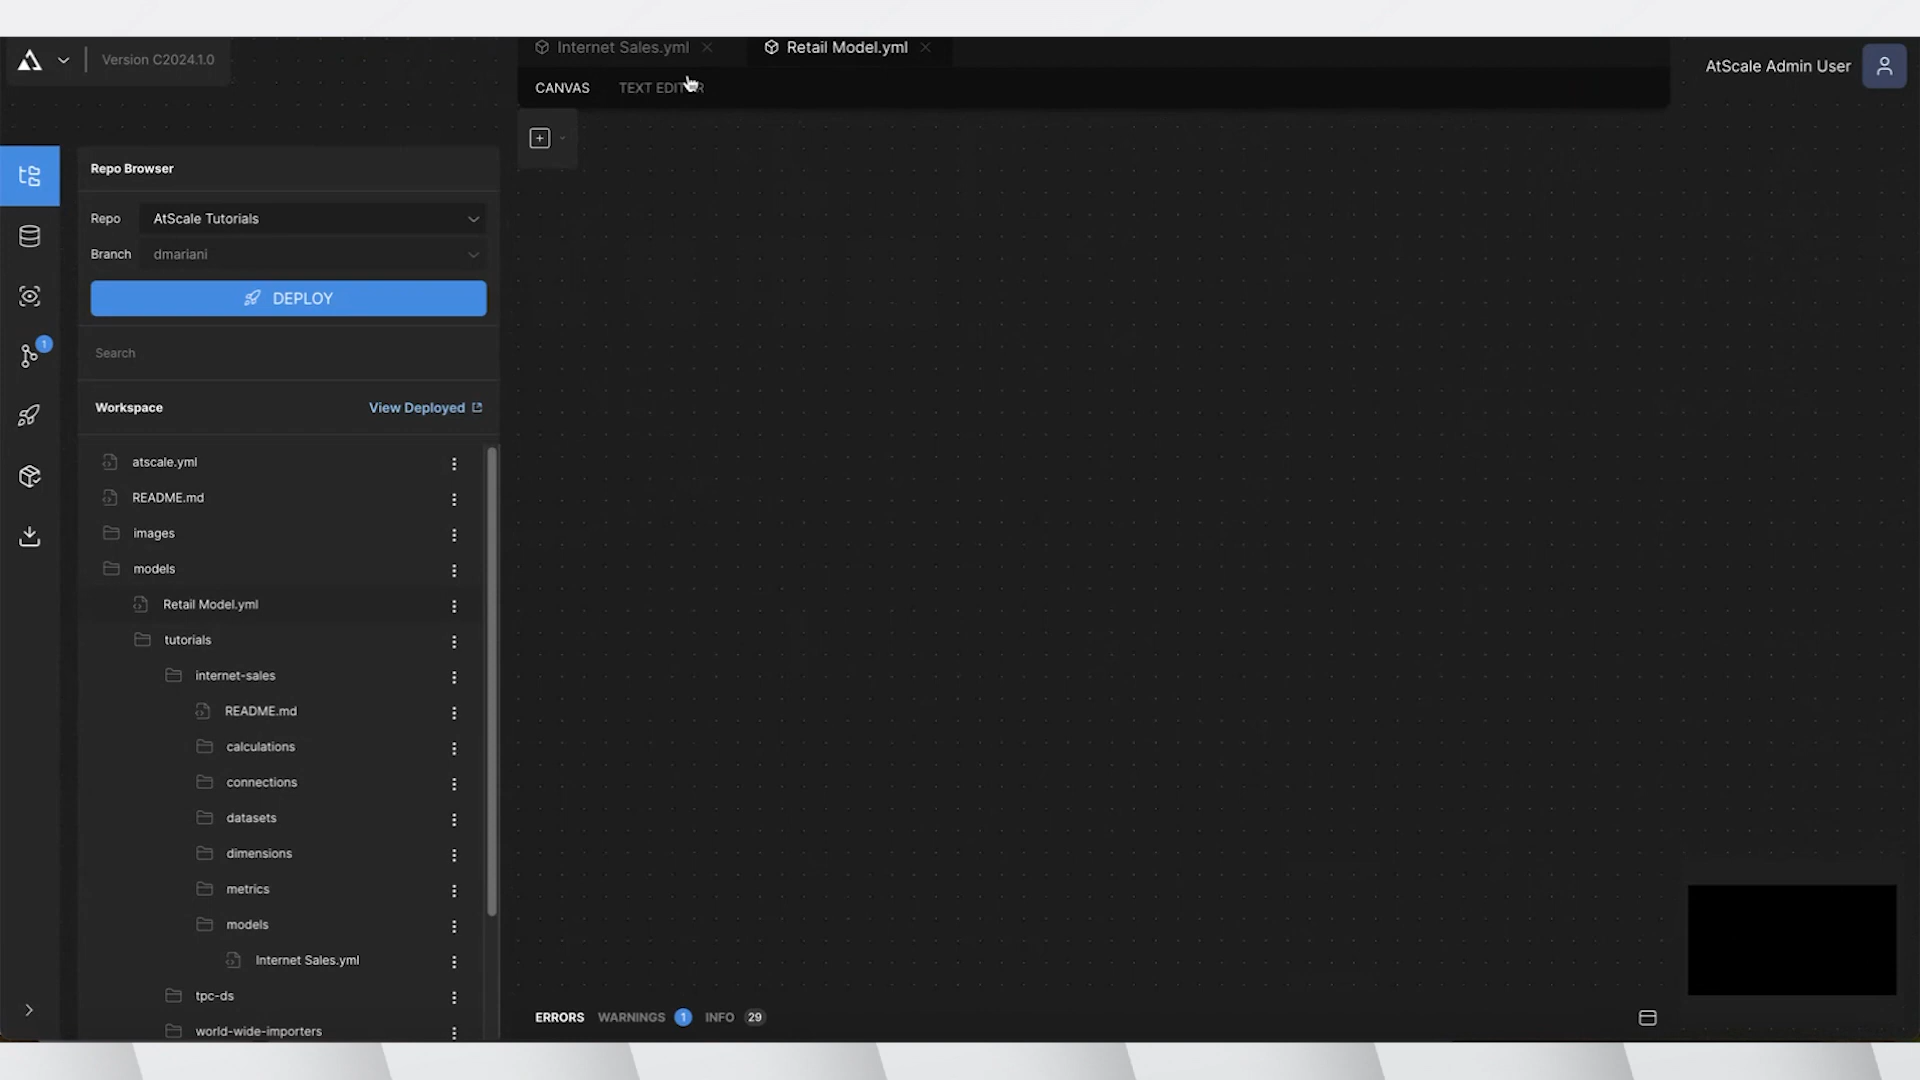 Version C2024.1.0
Internet Sales.yml
Retail Model.yml
AtScale Admin User
CANVAS
TEXT EDITOR
Repo Browser
Repo
AtScale Tutorials
Branch
dmariani
DEPLOY
Search
Workspace
View Deployed
1
atscale.yml
README.md
images
models
Retail Model.yml
tutorials
internet-sales
README.md
calculations
connections
datasets
dimensions
metrics
models
Internet Sales.yml
tpc-ds
world-wide-importers
ERRORS WARNINGS 1 INFO 29